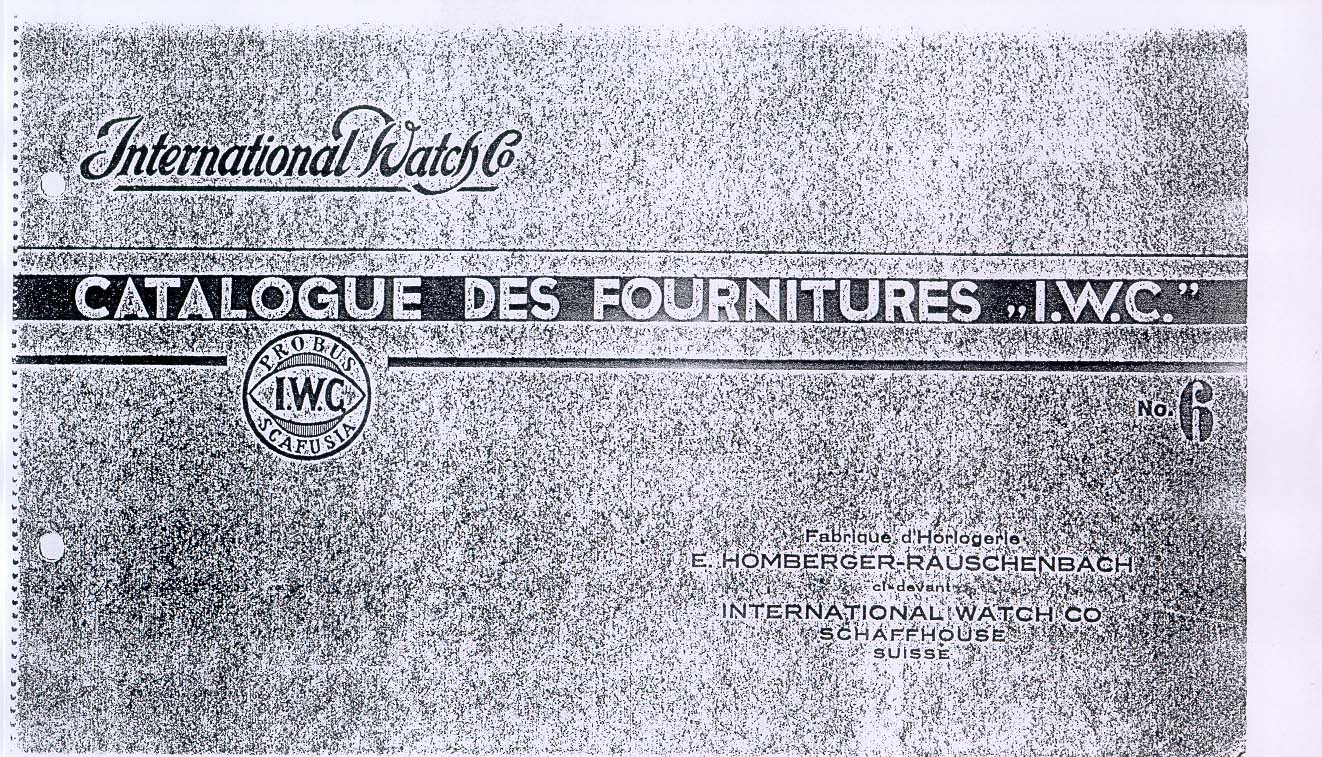 International Watch Co
CATALOGUE DES FOURNITURES „I.W.C.”
PROBUS
I.W.C.
SCAFUSIA
No. 6
Fabrique d'Horlogerie
E. HOMBERGER-RAUSCHENBACH
ci-devant
INTERNATIONAL WATCH CO
SCHAFFHOUSE
SUISSE